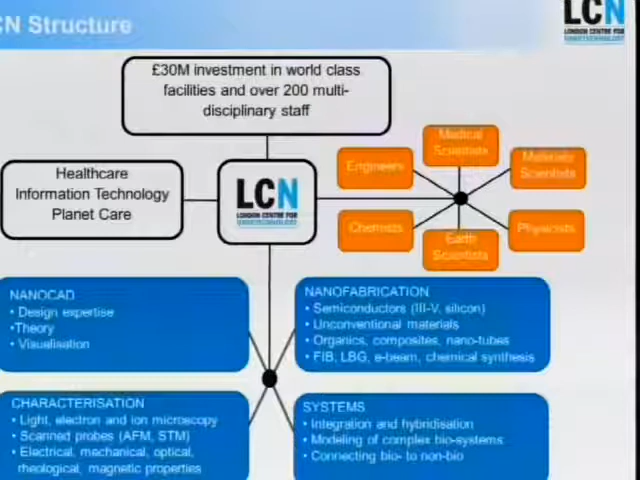 CN Structure
LCN
LONDON CENTRE FOR
NANOTECHNOLOGY
£30M investment in world class
facilities and over 200 multi-
disciplinary staff
Healthcare
Information Technology
Planet Care
LCN
LONDON CENTRE FOR
NANOTECHNOLOGY
Medical
Scientists
Engineers
Materials
Scientists
Chemists
Earth
Scientists
Physicists
NANOCAD
• Design expertise
•Theory
• Visualisation
NANOFABRICATION
• Semiconductors (III-V, silicon)
• Unconventional materials
• Organics, composites, nano-tubes
• FIB, LBG, e-beam, chemical synthesis
CHARACTERISATION
• Light, electron and ion microscopy
• Scanned probes (AFM, STM)
• Electrical, mechanical, optical,
rheological, magnetic properties
SYSTEMS
• Integration and hybridisation
• Modeling of complex bio-systems
• Connecting bio- to non-bio